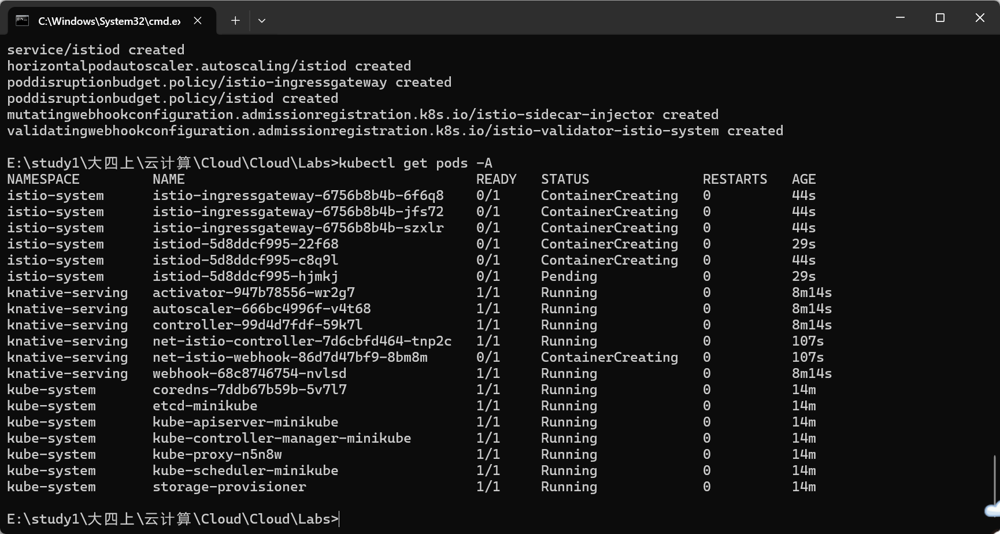 C:\Windows\System32\cmd.ex
service/istiod created
horizontalpodautoscaler.autoscaling/istiod created
poddisruptionbudget.policy/istio-ingressgateway created
poddisruptionbudget.policy/istiod created
mutatingwebhookconfiguration.admissionregistration.k8s.io/istio-sidecar-injector created
validatingwebhookconfiguration.admissionregistration.k8s.io/istio-validator-istio-system created
E:\study1\大四上\云计算\Cloud\Cloud\Labs>kubectl get pods -A
NAMESPACE NAME READY STATUS RESTARTS AGE
istio-system istio-ingressgateway-6756b8b4b-6f6q8 0/1 ContainerCreating 0 44s
istio-system istio-ingressgateway-6756b8b4b-jfs72 0/1 ContainerCreating 0 44s
istio-system istio-ingressgateway-6756b8b4b-szxlr 0/1 ContainerCreating 0 44s
istio-system istiod-5d8ddcf995-22f68 0/1 ContainerCreating 0 29s
istio-system istiod-5d8ddcf995-c8q9l 0/1 ContainerCreating 0 44s
istio-system istiod-5d8ddcf995-hjmkj 0/1 Pending 0 29s
knative-serving activator-947b78556-wr2g7 1/1 Running 0 8m14s
knative-serving autoscaler-666bc4996f-v4t68 1/1 Running 0 8m14s
knative-serving controller-99d4d7fdf-59k7l 1/1 Running 0 8m14s
knative-serving net-istio-controller-7d6cbfd464-tnp2c 1/1 Running 0 107s
knative-serving net-istio-webhook-86d7d47bf9-8bm8m 0/1 ContainerCreating 0 107s
knative-serving webhook-68c8746754-nvlsd 1/1 Running 0 8m14s
kube-system coredns-7ddb67b59b-5v7l7 1/1 Running 0 14m
kube-system etcd-minikube 1/1 Running 0 14m
kube-system kube-apiserver-minikube 1/1 Running 0 14m
kube-system kube-controller-manager-minikube 1/1 Running 0 14m
kube-system kube-proxy-n5n8w 1/1 Running 0 14m
kube-system kube-scheduler-minikube 1/1 Running 0 14m
kube-system storage-provisioner 1/1 Running 0 14m
E:\study1\大四上\云计算\Cloud\Cloud\Labs>